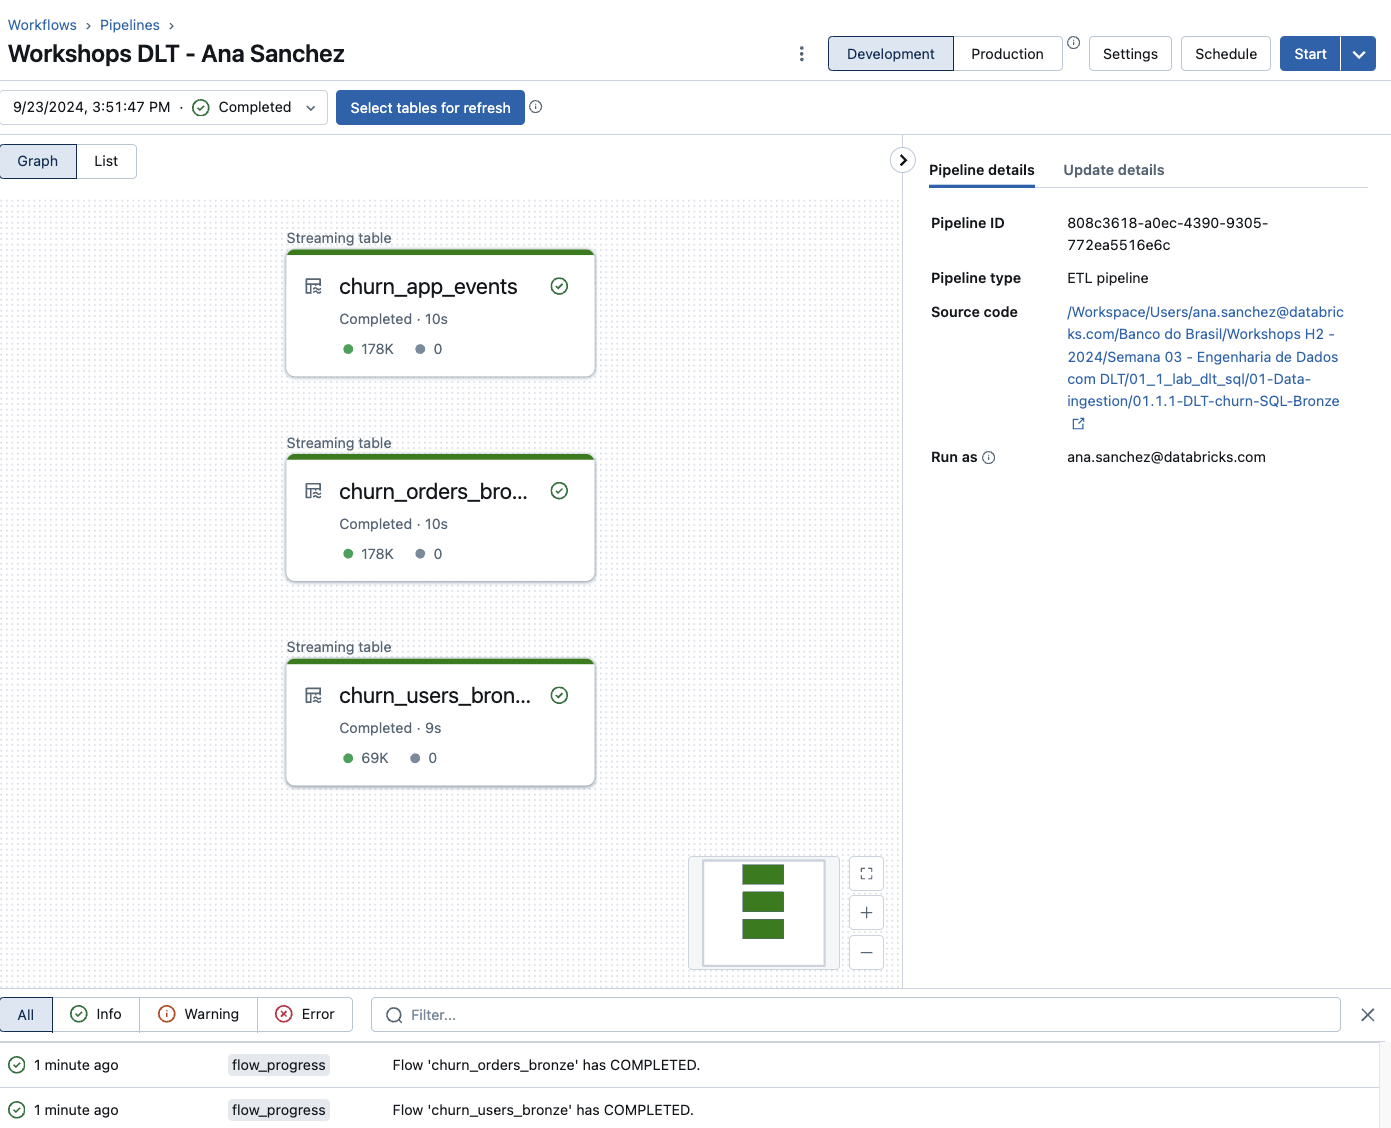 Workflows › Pipelines ›
Workshops DLT - Ana Sanchez
Development Production Settings Schedule Start
9/23/2024, 3:51:47 PM · Completed Select tables for refresh
Graph List
Streaming table
churn_app_events
Completed · 10s
178K 0
Streaming table
churn_orders_bro...
Completed · 10s
178K 0
Streaming table
churn_users_bron...
Completed · 9s
69K 0
Pipeline details Update details
Pipeline ID 808c3618-a0ec-4390-9305-
772ea5516e6c
Pipeline type ETL pipeline
Source code /Workspace/Users/ana.sanchez@databric
ks.com/Banco do Brasil/Workshops H2 -
2024/Semana 03 - Engenharia de Dados
com DLT/01_1_lab_dlt_sql/01-Data-
ingestion/01.1.1-DLT-churn-SQL-Bronze
Run as ana.sanchez@databricks.com
All Info Warning Error Filter...
1 minute ago flow_progress Flow 'churn_orders_bronze' has COMPLETED.
1 minute ago flow_progress Flow 'churn_users_bronze' has COMPLETED.